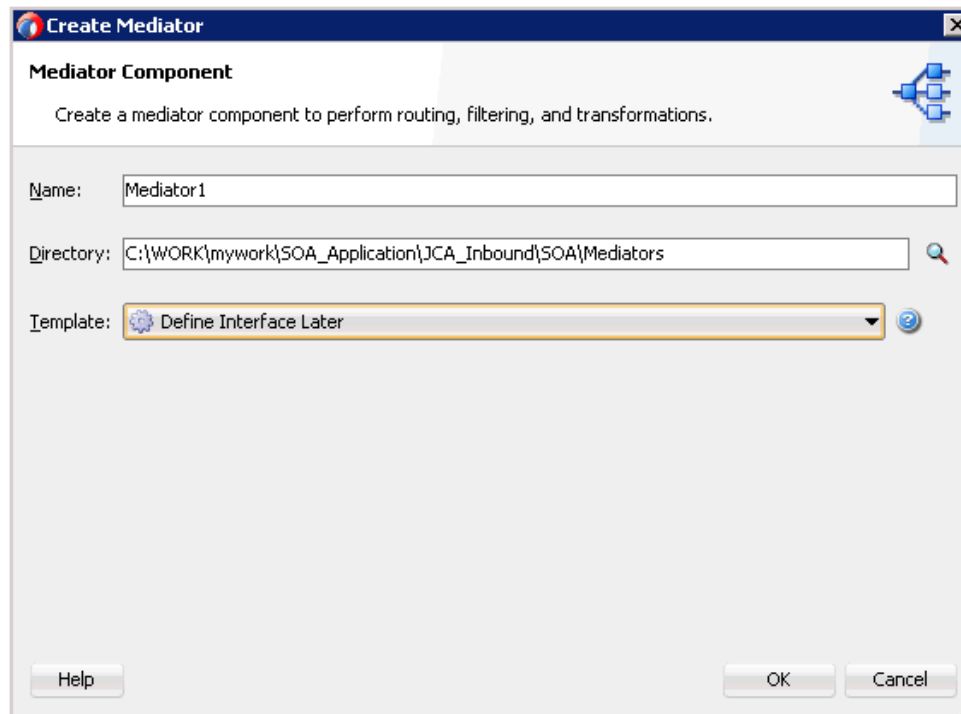 Create Mediator
Mediator Component
Create a mediator component to perform routing, filtering, and transformations.
Name: Mediator1
Directory: C:\WORK\mywork\SOA_Application\JCA_Inbound\SOA\Mediators
Template: Define Interface Later
Help OK Cancel